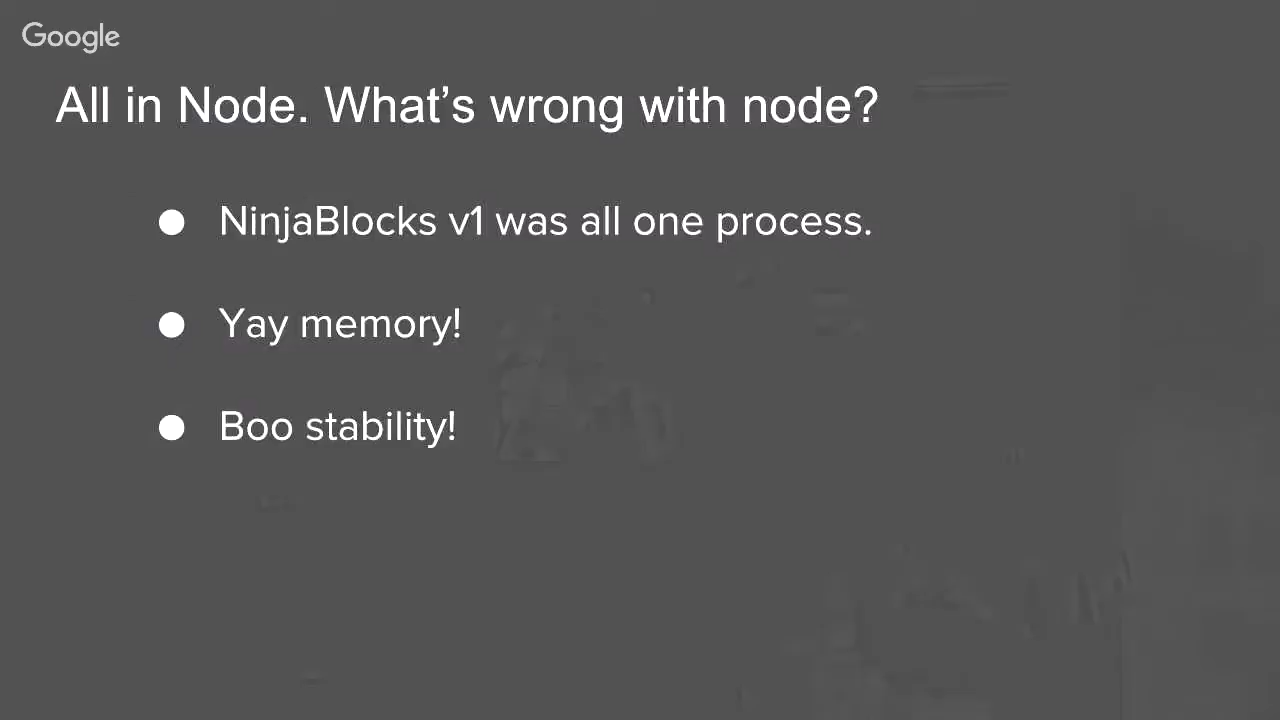 Google
All in Node. What’s wrong with node?
● NinjaBlocks v1 was all one process.
● Yay memory!
● Boo stability!